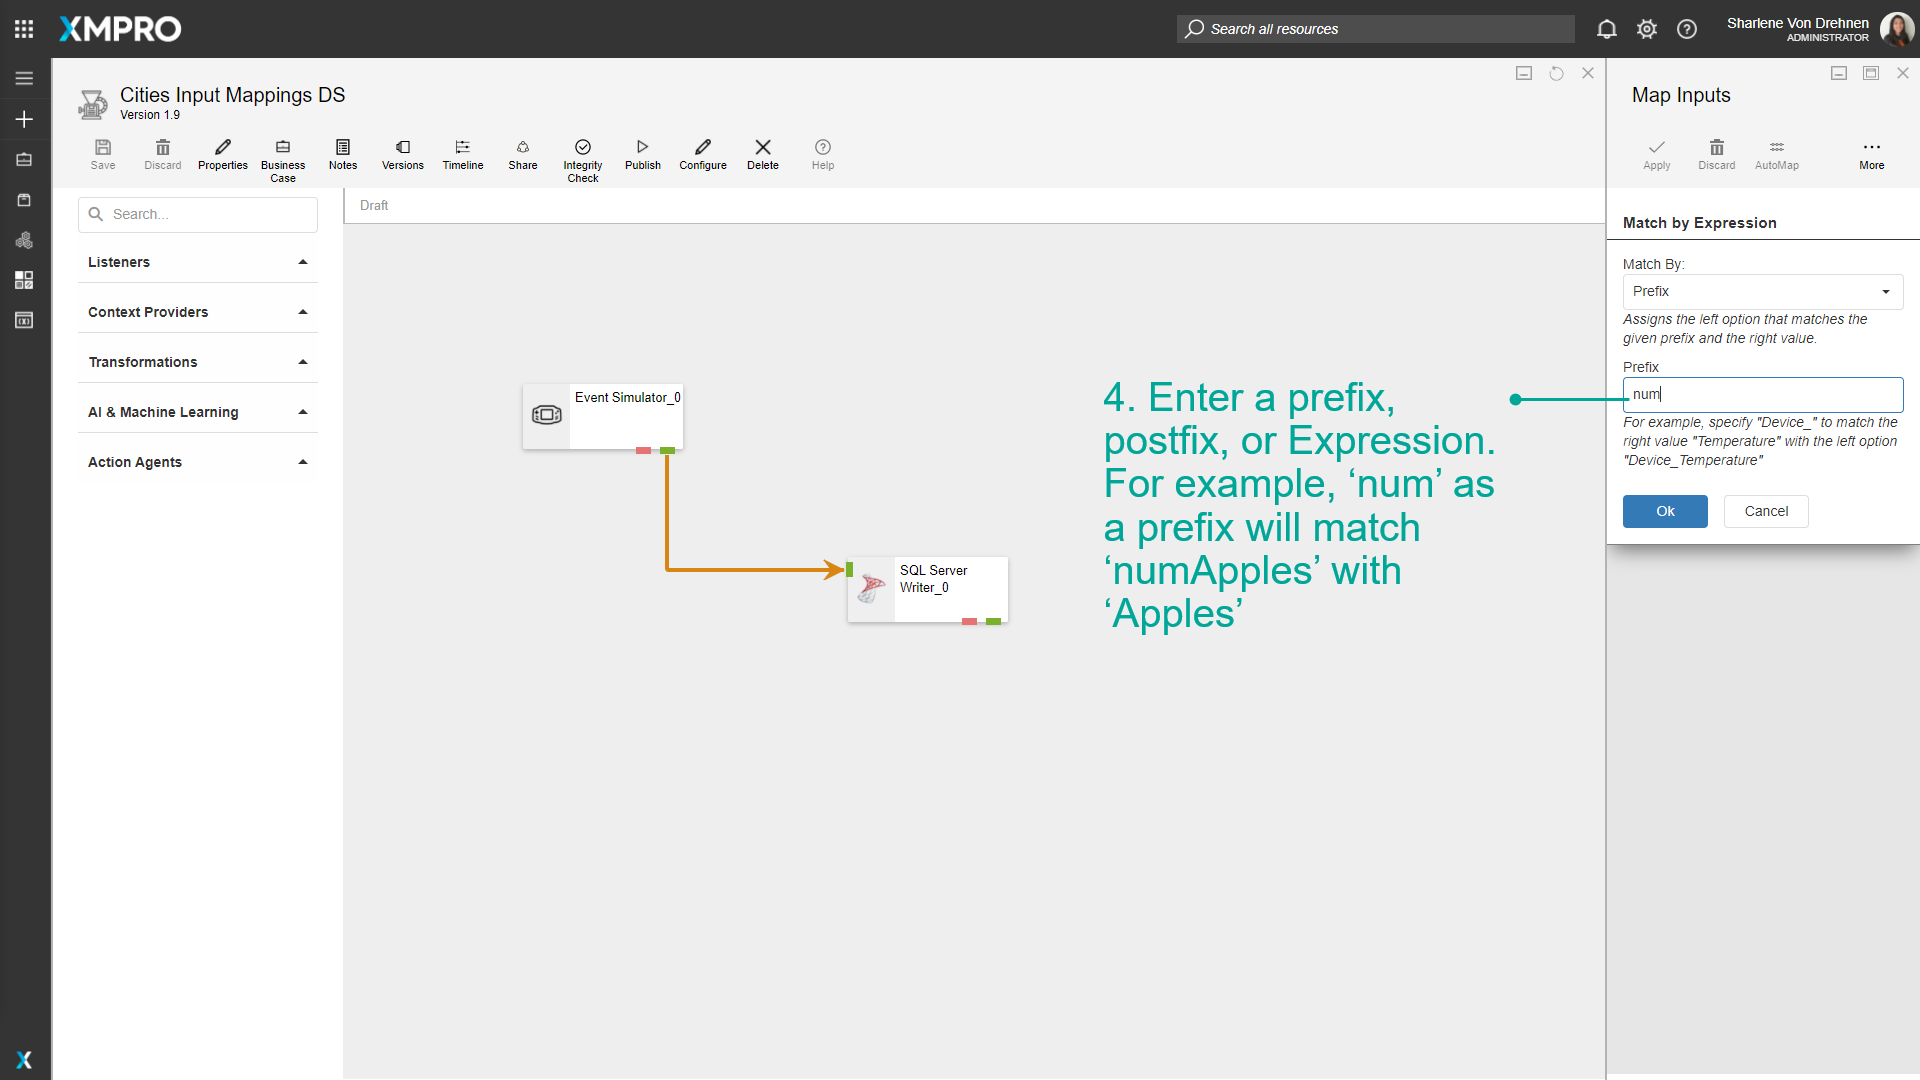 XMPRO
Search all resources
Sharlene Von Drehnen
ADMINISTRATOR
Cities Input Mappings DS
Version 1.9
Save
Discard
Properties
Business
Case
Notes
Versions
Timeline
Share
Integrity
Check
Publish
Configure
Delete
Help
Search...
Listeners
Context Providers
Transformations
AI & Machine Learning
Action Agents
Draft
Event Simulator_0
SQL Server
Writer_0
4. Enter a prefix,
postfix, or Expression.
For example, ‘num’ as
a prefix will match
‘numApples’ with
‘Apples’
Map Inputs
Apply
Discard
AutoMap
More
Match by Expression
Match By:
Prefix
Assigns the left option that matches the
given prefix and the right value.
Prefix
num
For example, specify "Device_" to match the
right value "Temperature" with the left option
"Device_Temperature"
Ok
Cancel